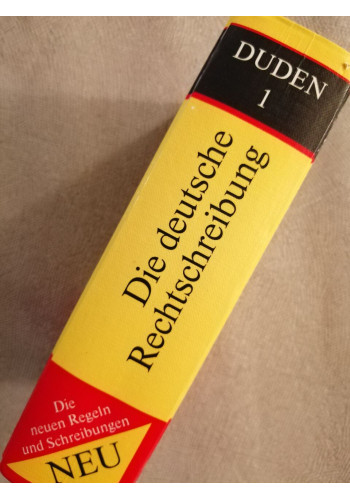 DUDEN
1
Die deutsche
Rechtschreibung
Die
neuen Regeln
und Schreibungen
NEU